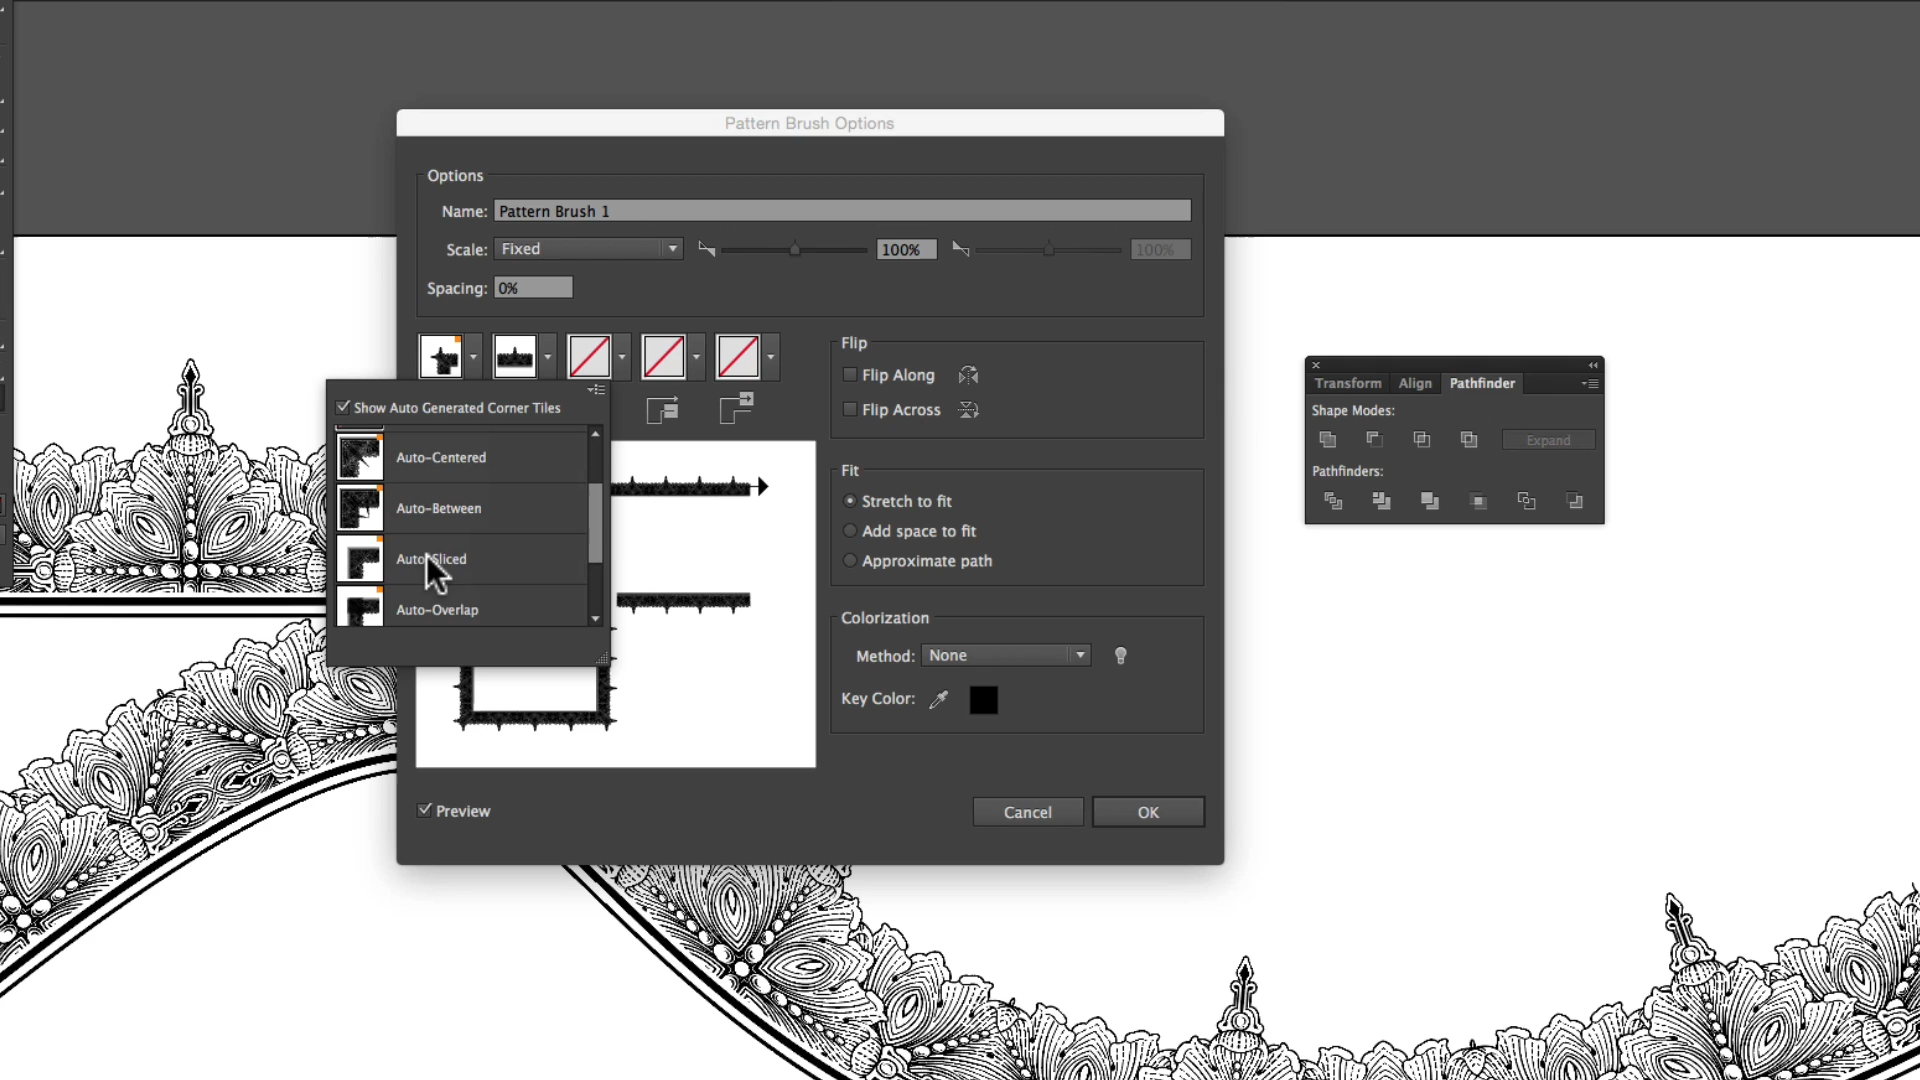 Pattern Brush Options
Options
Name: Pattern Brush 1
Scale: Fixed 100% 100%
Spacing: 0%
Show Auto Generated Corner Tiles
Auto-Centered
Auto-Between
Auto-Sliced
Auto-Overlap
Flip
Flip Along
Flip Across
Fit
Stretch to fit
Add space to fit
Approximate path
Colorization
Method: None
Key Color:
Preview
Cancel OK
Transform Align Pathfinder
Shape Modes:
Expand
Pathfinders: